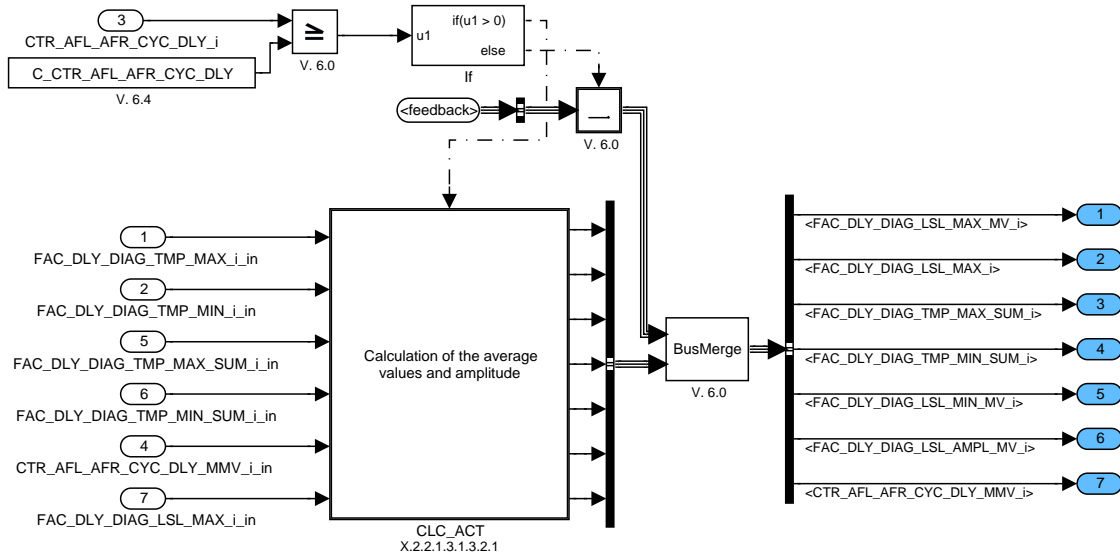 3
CTR_AFL_AFR_CYC_DLY_i
C_CTR_AFL_AFR_CYC_DLY
V. 6.4
≥
V. 6.0
u1
if(u1 > 0)
else
If
<feedback>
V. 6.0
1
FAC_DLY_DIAG_TMP_MAX_i_in
2
FAC_DLY_DIAG_TMP_MIN_i_in
5
FAC_DLY_DIAG_TMP_MAX_SUM_i_in
6
FAC_DLY_DIAG_TMP_MIN_SUM_i_in
4
CTR_AFL_AFR_CYC_DLY_MMV_i_in
7
FAC_DLY_DIAG_LSL_MAX_i_in
Calculation of the average
values and amplitude
CLC_ACT
X.2.2.1.3.1.3.2.1
BusMerge
V. 6.0
<FAC_DLY_DIAG_LSL_MAX_MV_i>
1
<FAC_DLY_DIAG_LSL_MAX_i>
2
<FAC_DLY_DIAG_TMP_MAX_SUM_i>
3
<FAC_DLY_DIAG_TMP_MIN_SUM_i>
4
<FAC_DLY_DIAG_LSL_MIN_MV_i>
5
<FAC_DLY_DIAG_LSL_AMPL_MV_i>
6
<CTR_AFL_AFR_CYC_DLY_MMV_i>
7